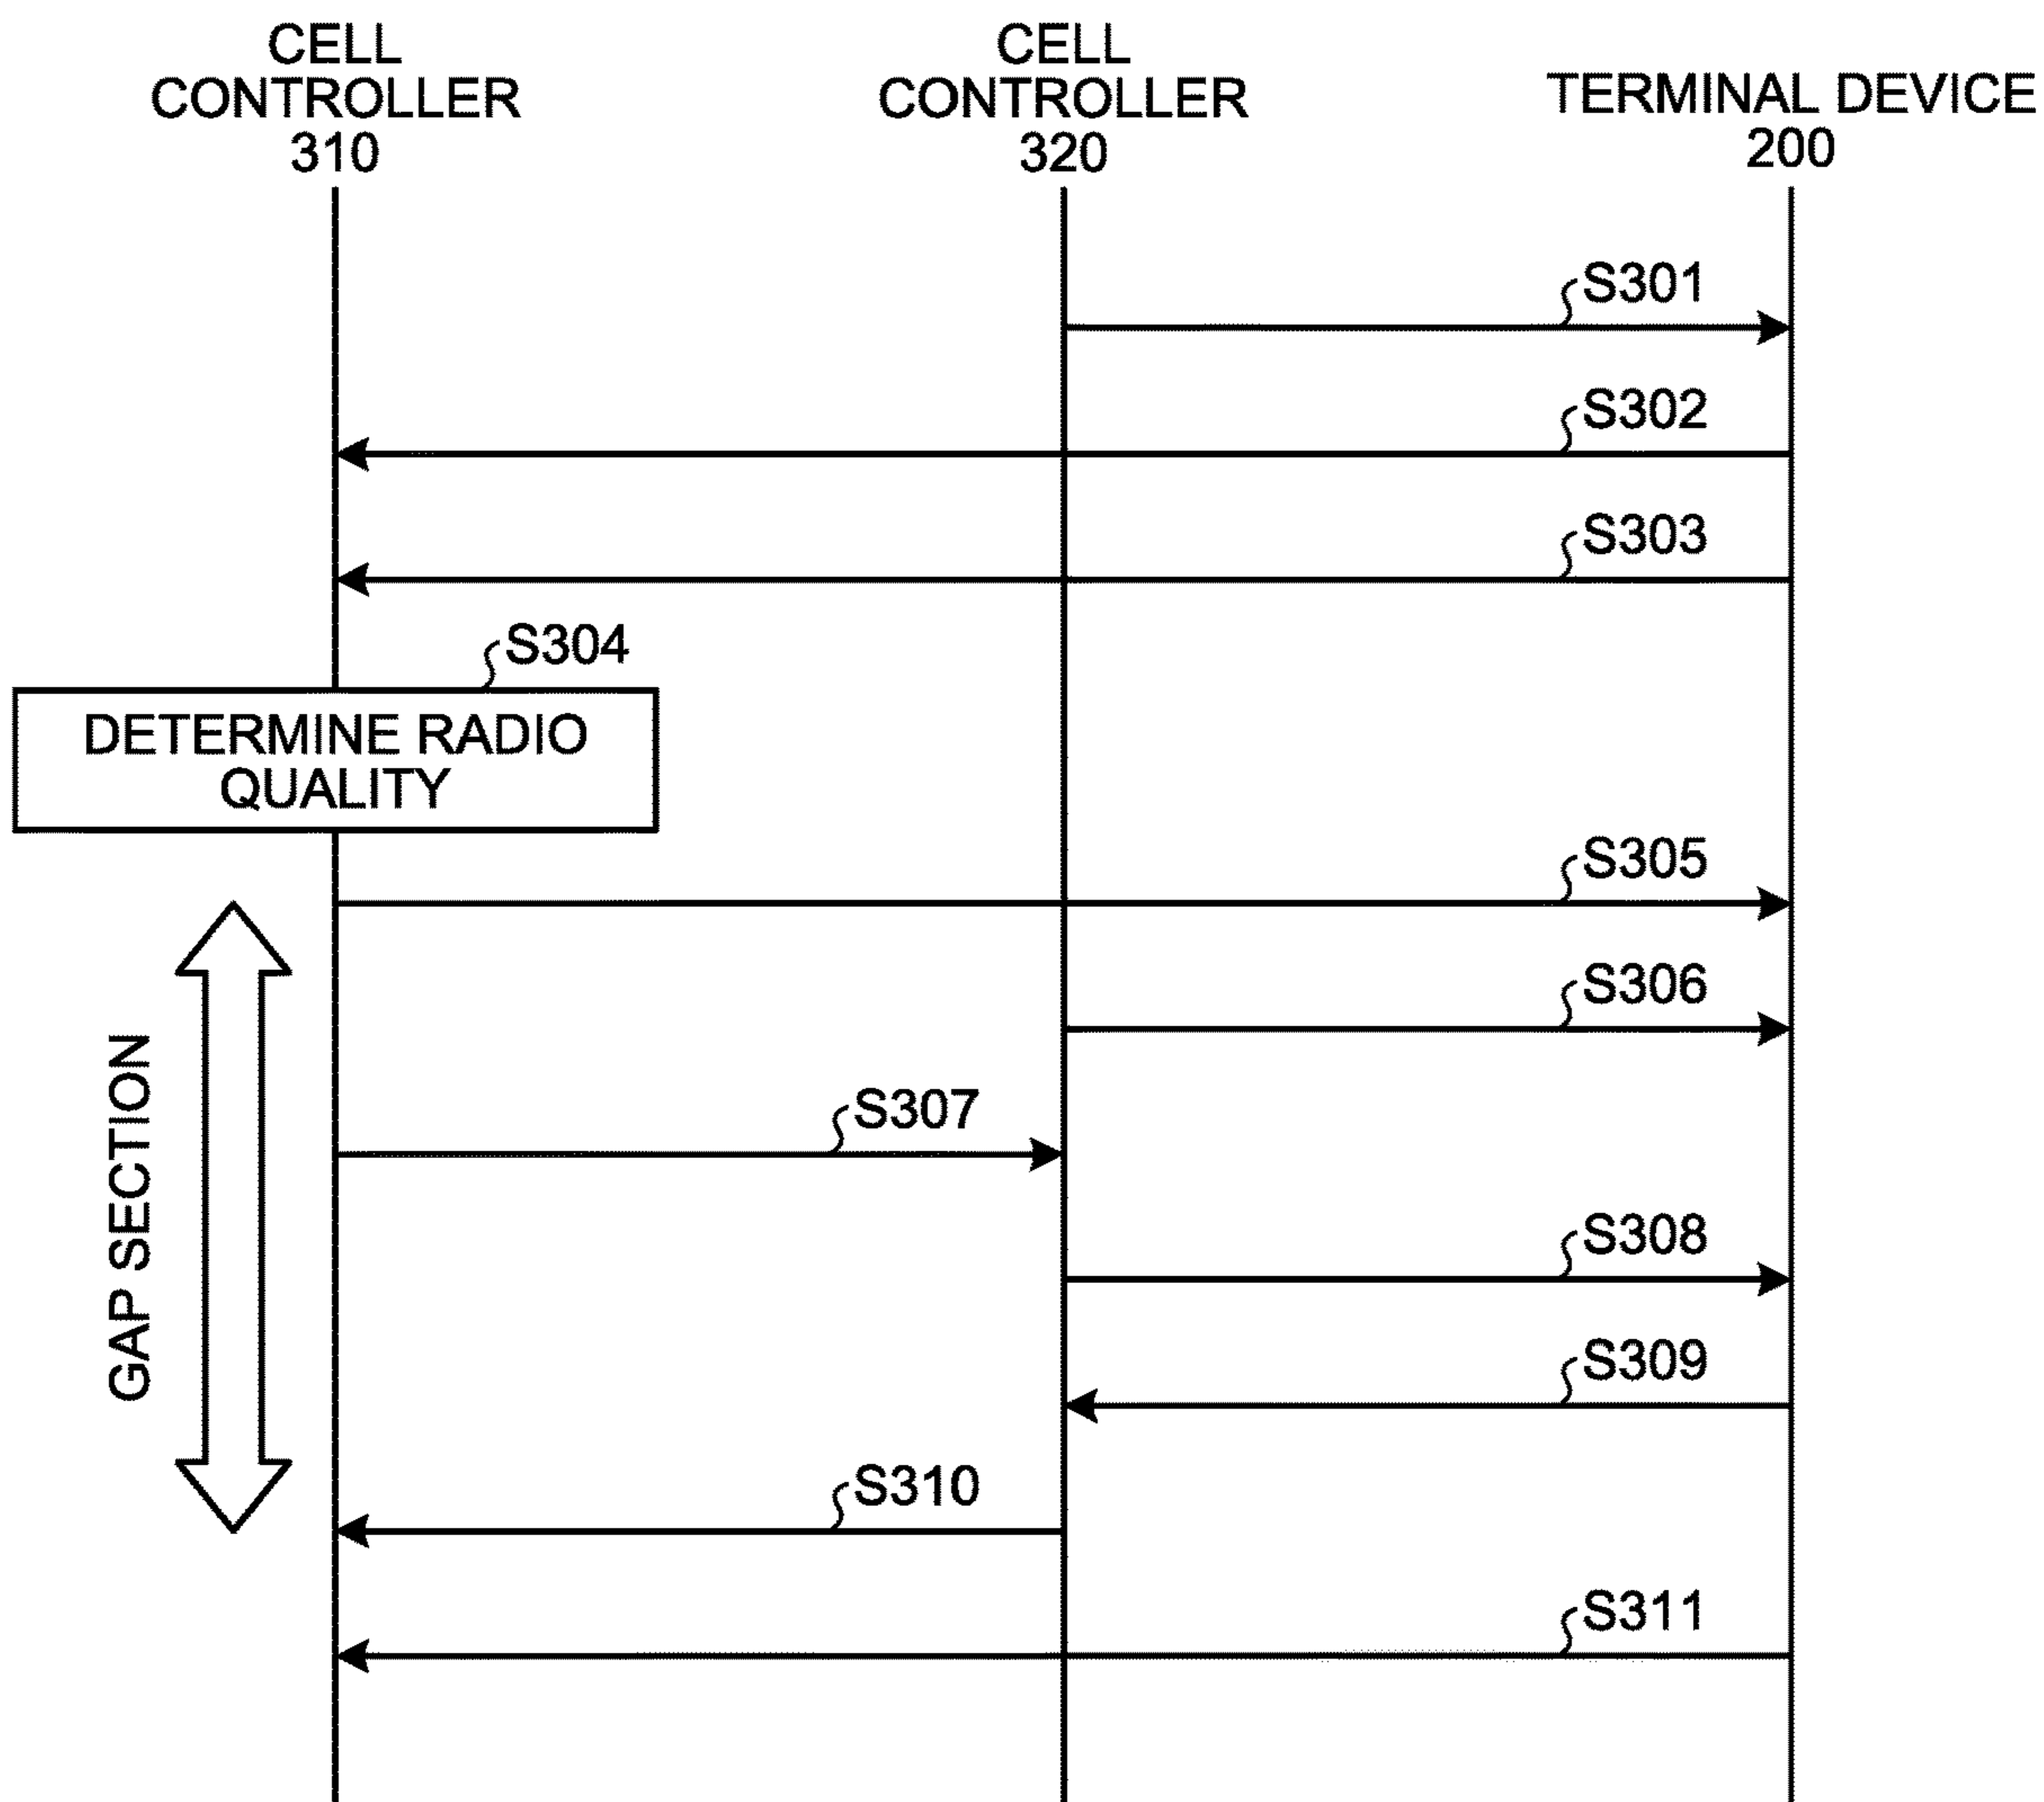 CELL
CONTROLLER
310
CELL
CONTROLLER
320
TERMINAL DEVICE
200
S301
S302
S303
S304
DETERMINE RADIO
QUALITY
S305
S306
S307
S308
S309
S310
S311
GAP SECTION